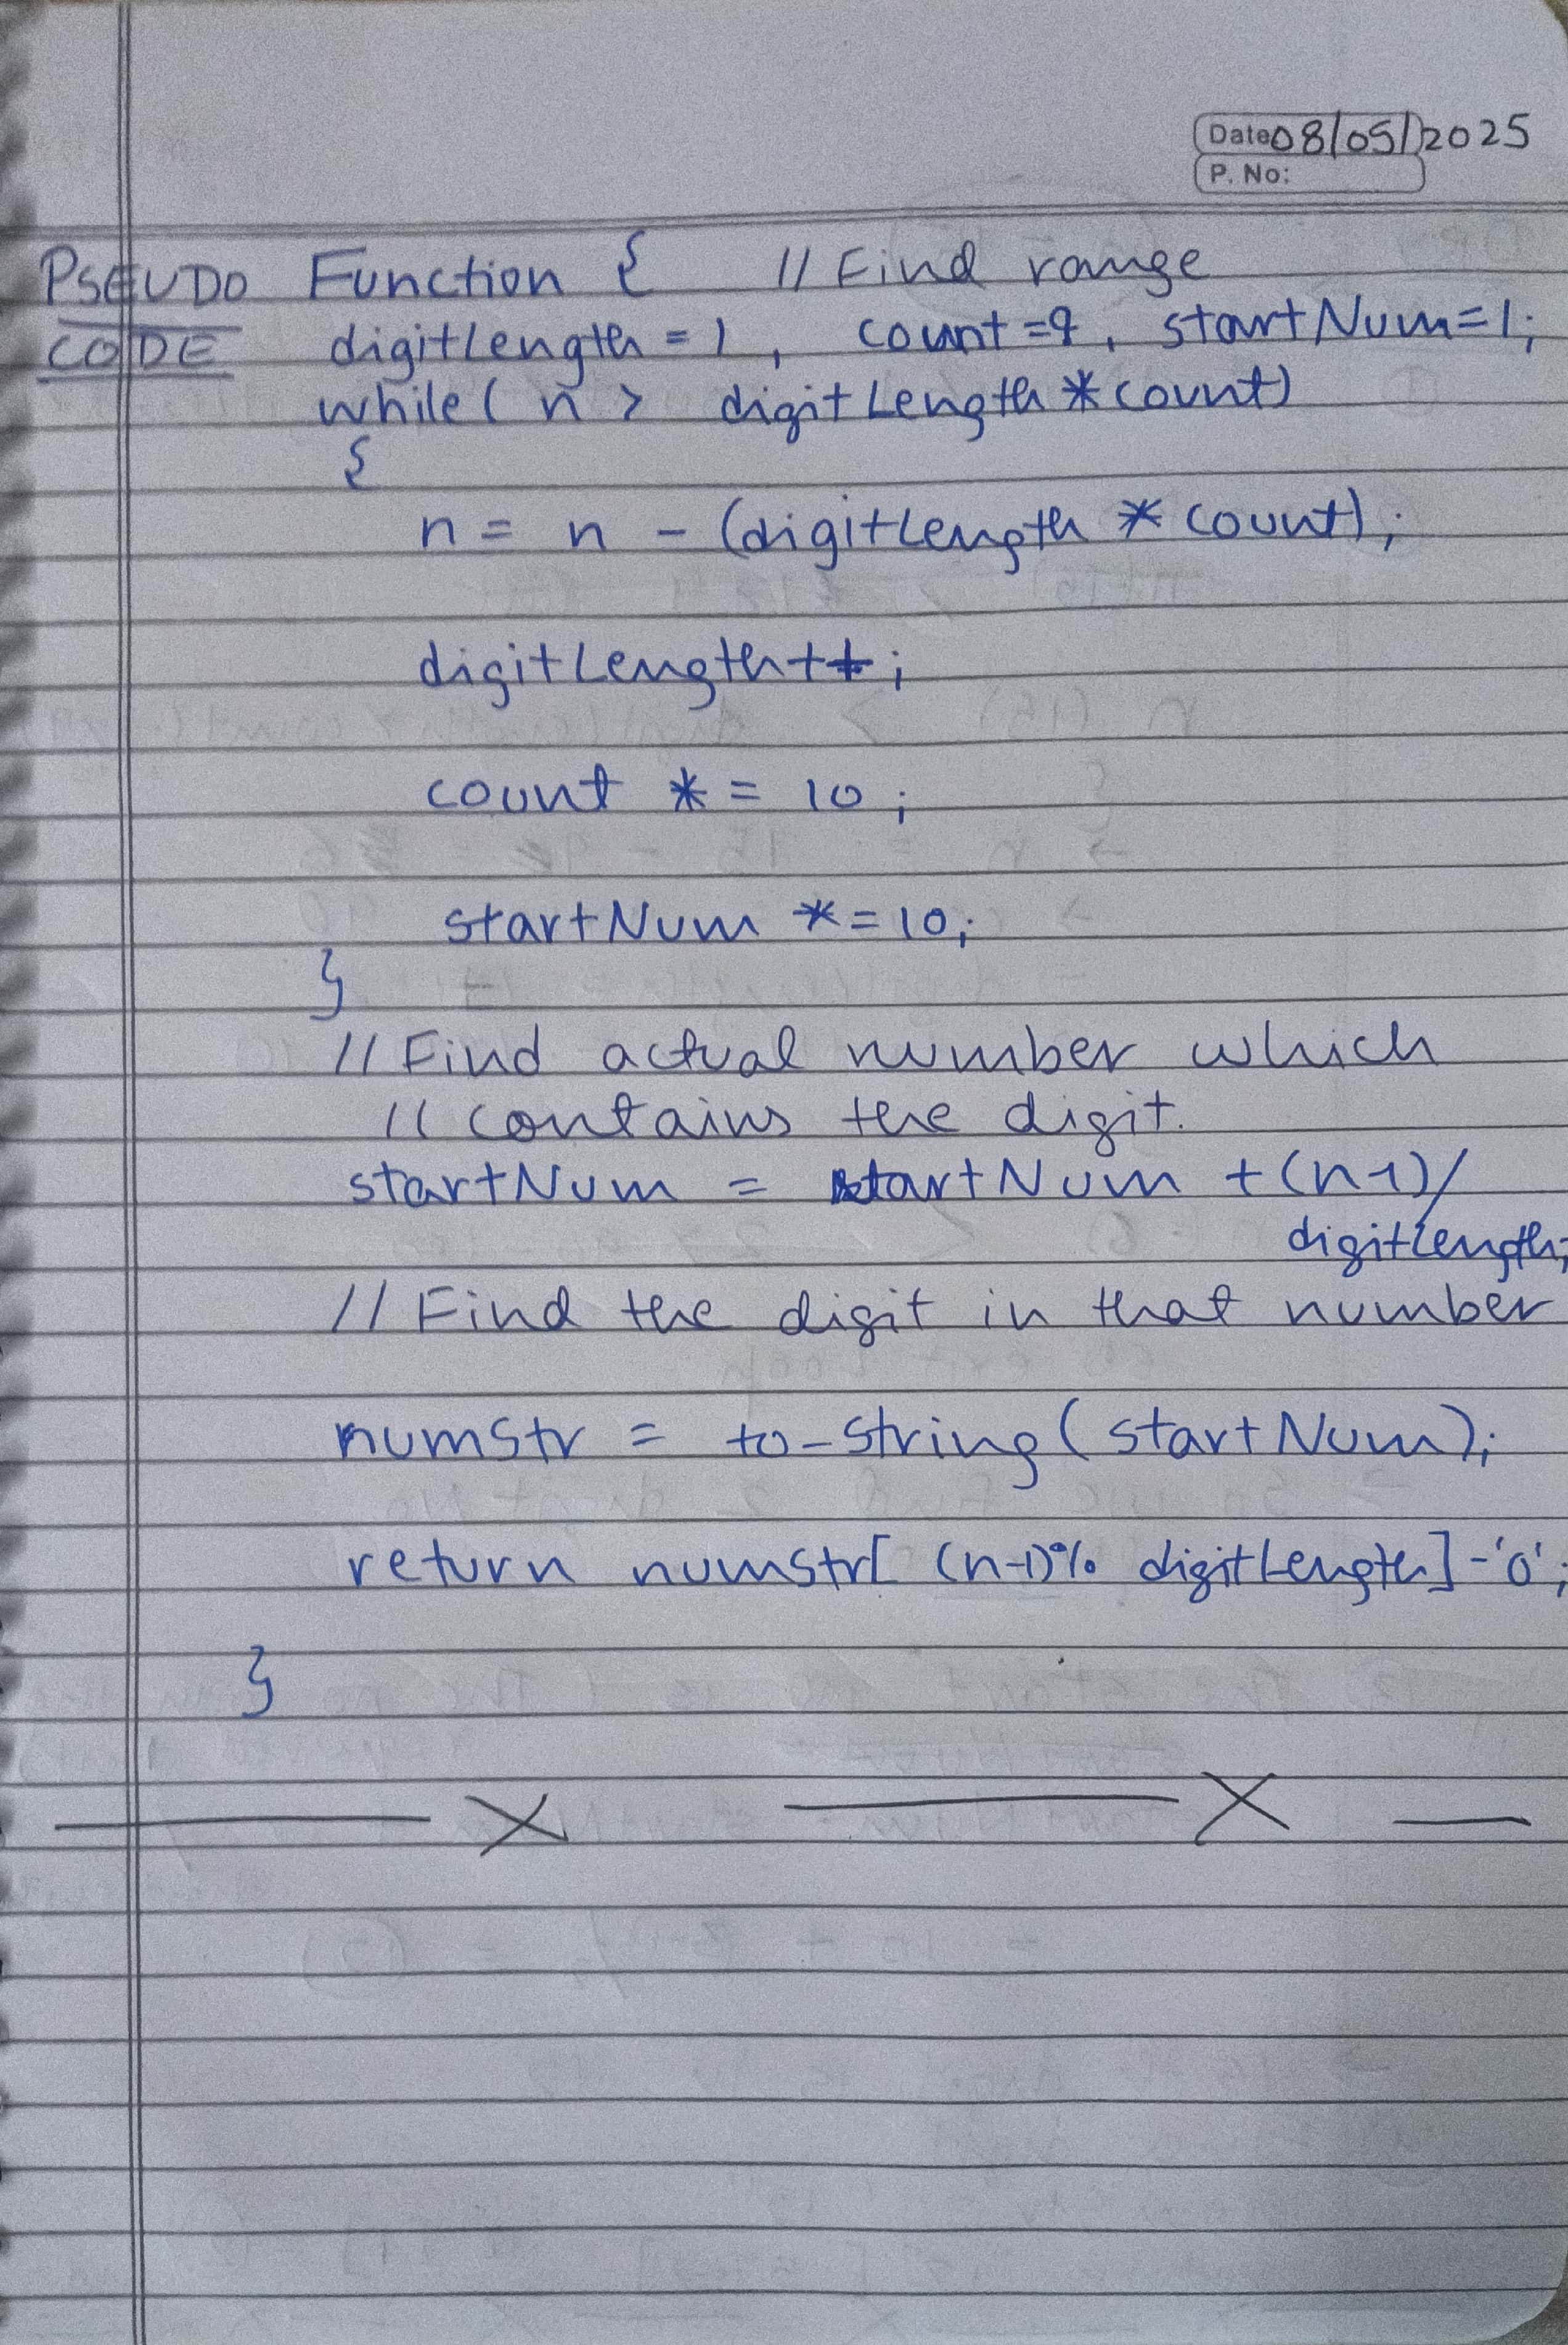 Date 08/05/2025
P. No:
PSEUDO Function { // Find range
CODE digitLength = 1, count = 9, startNum = 1;
while ( n > digitLength * count)
{
n = n - (digitLength * count);
digitLength++;
count *= 10;
startNum *= 10;
}
// Find actual number which
// contains the digit.
startNum = startNum + (n-1)/
digitLength;
// Find the digit in that number
numstr = to-string(startNum);
return numstr[ (n-1)% digitLength] - '0';
}